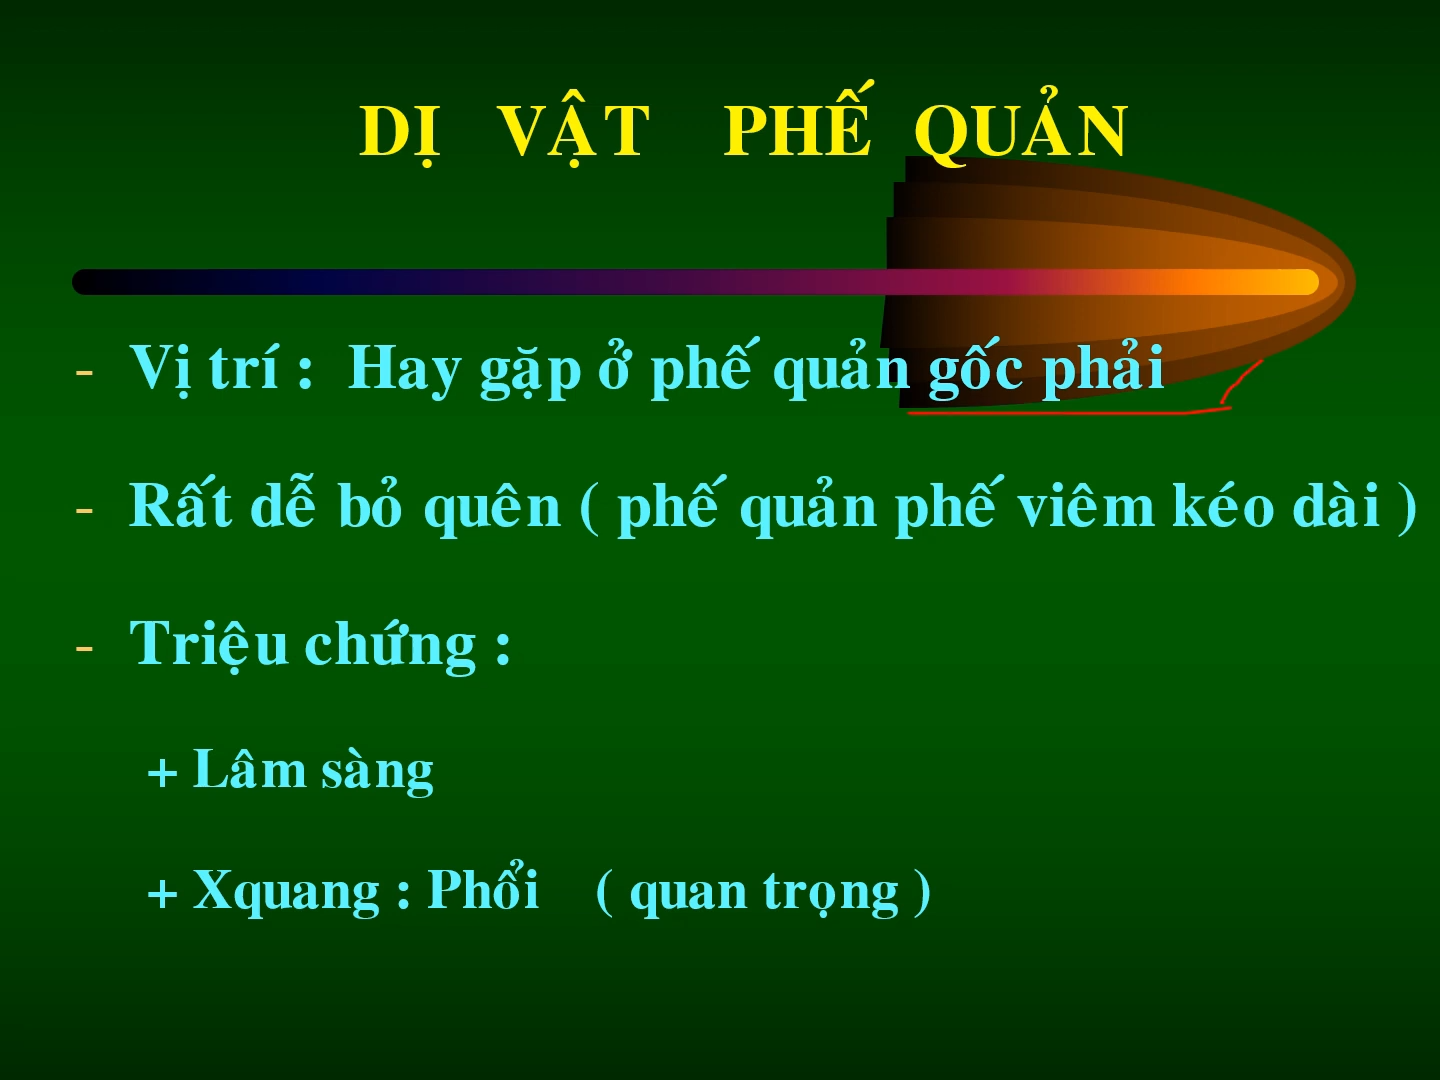 DỊ VẬT PHẾ QUẢN
- Vị trí : Hay gặp ở phế quản gốc phải
- Rất dễ bỏ quên ( phế quản phế viêm kéo dài )
- Triệu chứng :
+ Lâm sàng
+ Xquang : Phổi ( quan trọng )